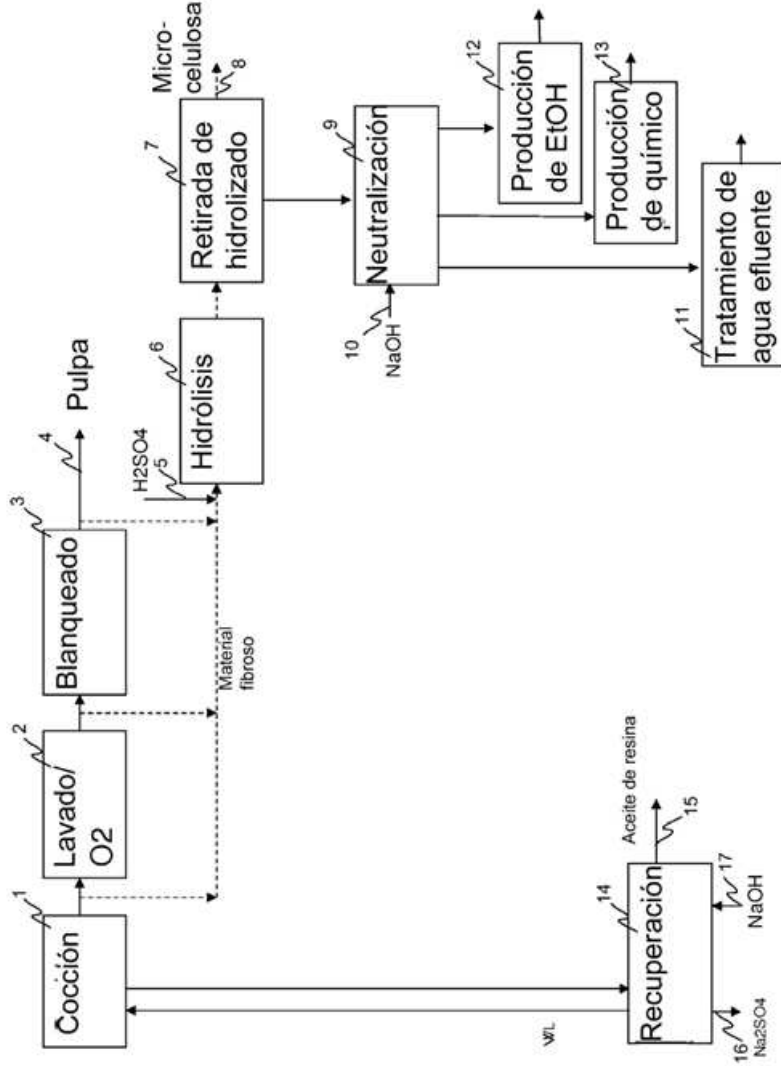 1
Cocción
2
Lavado/
O2
3
Blanqueado
4
Pulpa
Material
fibroso
H2SO4
5
6
Hidrólisis
7
Retirada de
hidrolizado
Micro-
celulosa
8
9
Neutralización
10
NaOH
12
Producción
de EtOH
13
Producción
de químico
11
Tratamiento de
agua efluente
WL
14
Recuperación
Aceite de resina
15
16
Na2SO4
17
NaOH